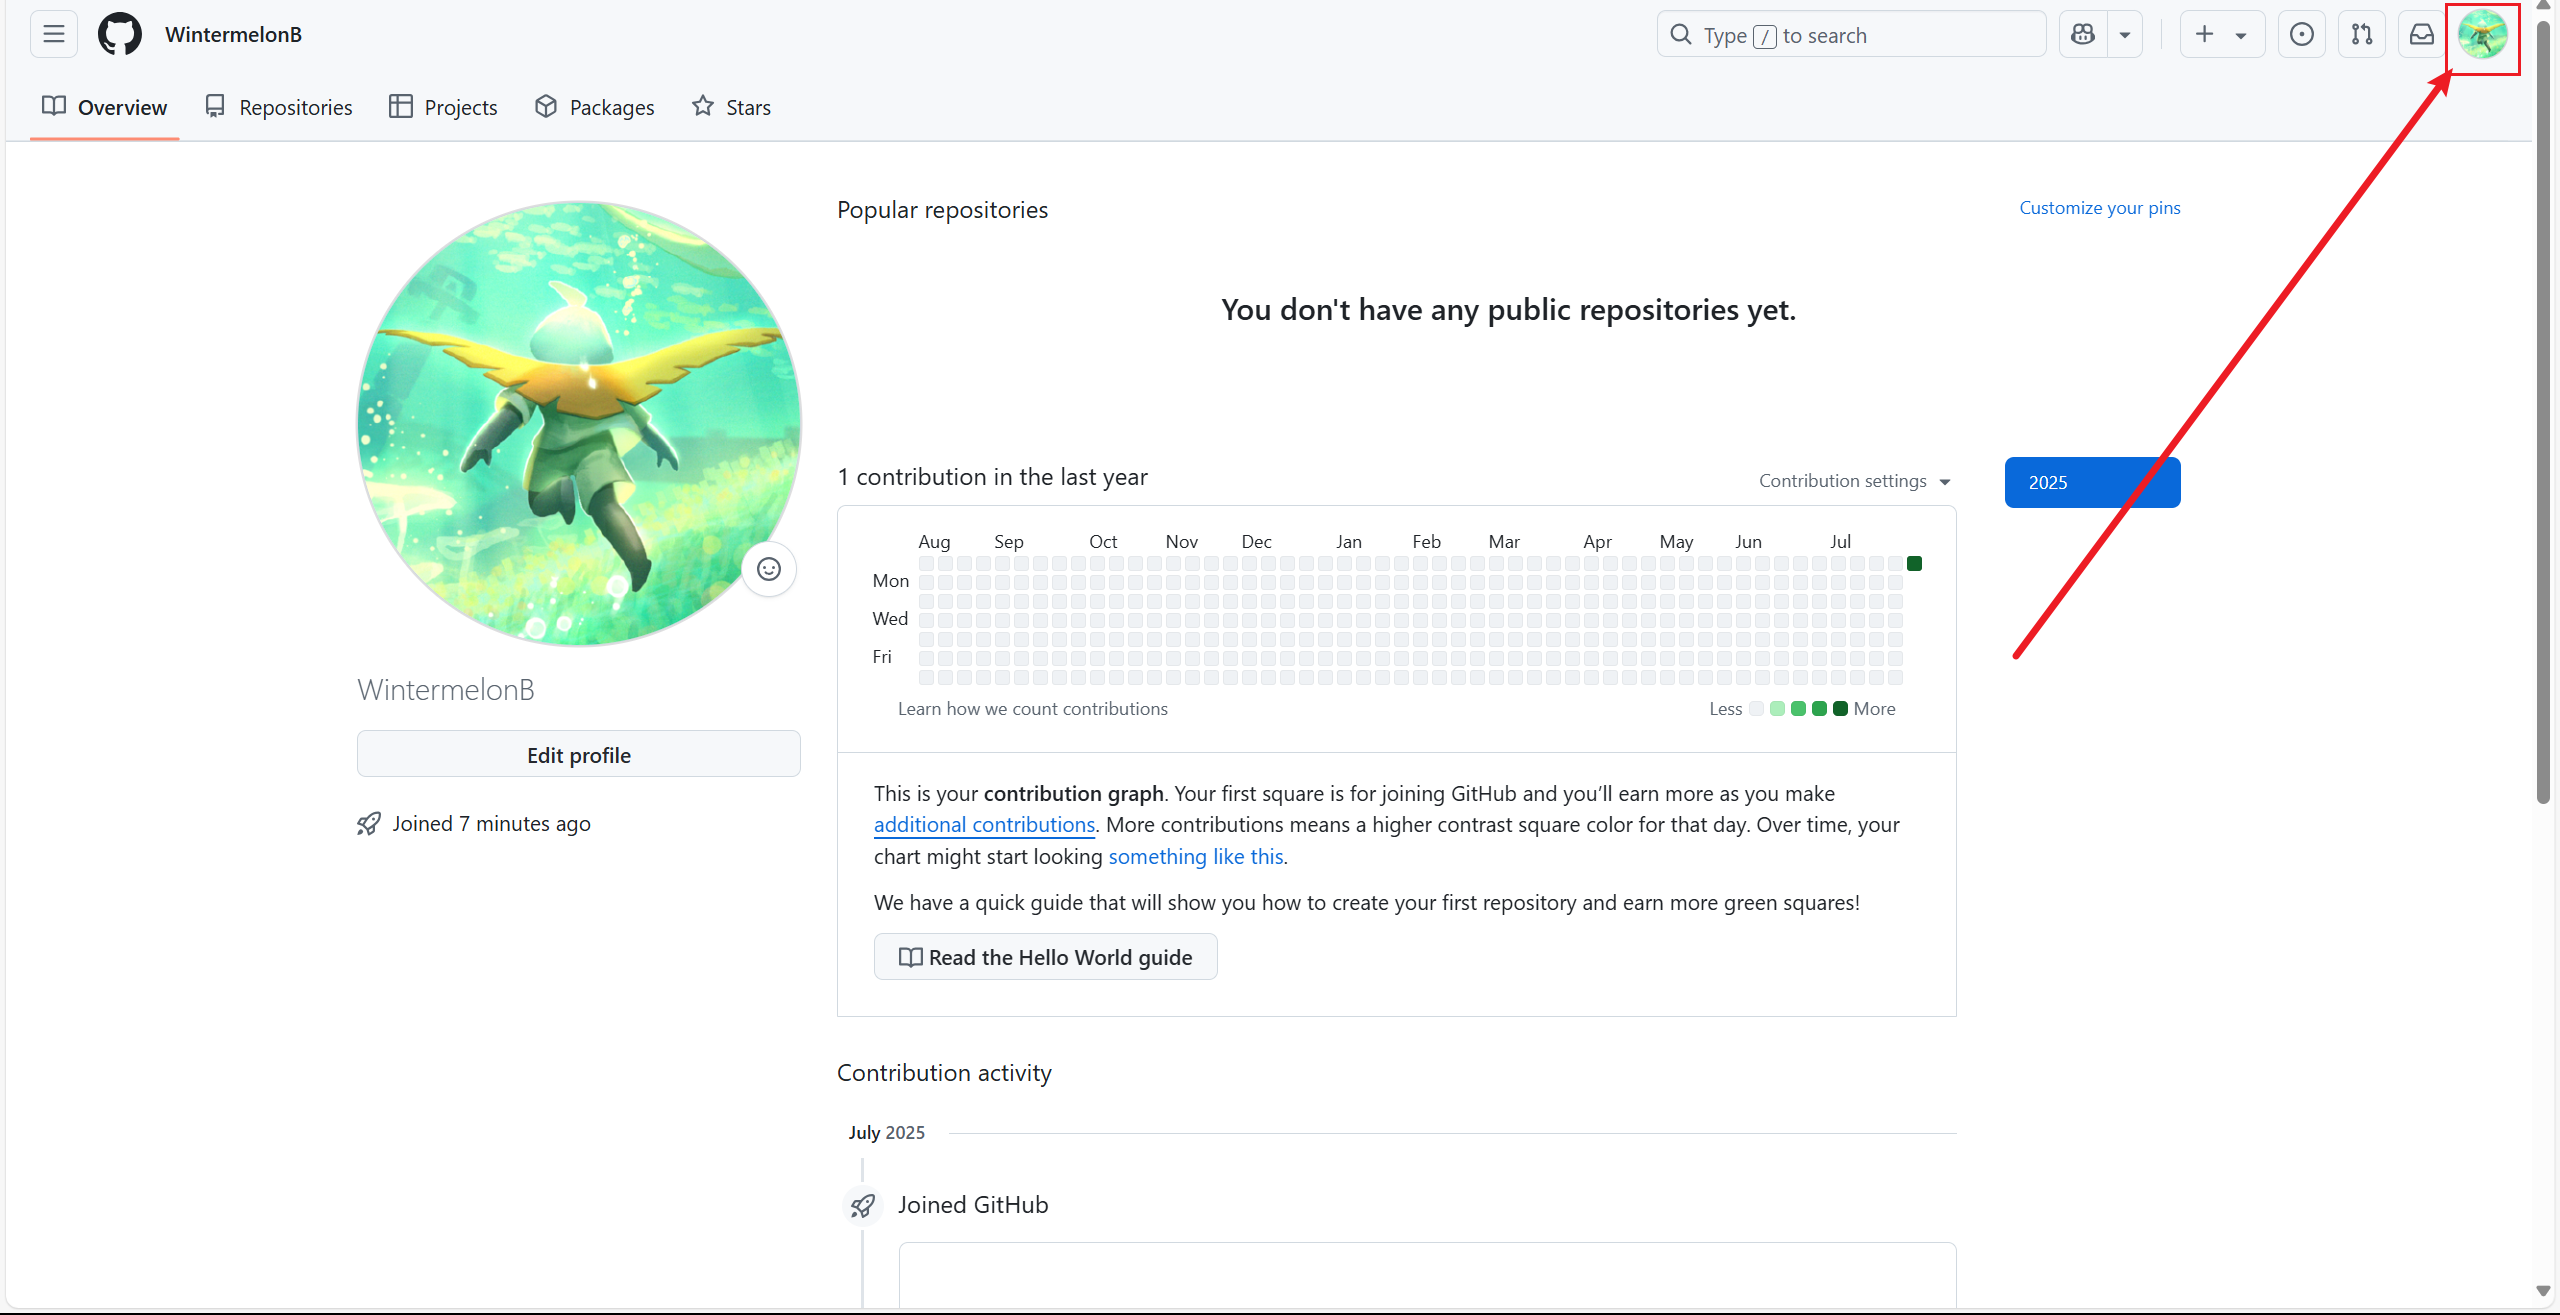 WintermelonB
Type / to search
Overview
Repositories
Projects
Packages
Stars
Popular repositories
Customize your pins
You don't have any public repositories yet.
1 contribution in the last year
Contribution settings
2025
Aug Sep Oct Nov Dec Jan Feb Mar Apr May Jun Jul
Mon
Wed
Fri
Learn how we count contributions
Less
More
WintermelonB
Edit profile
Joined 7 minutes ago
This is your contribution graph. Your first square is for joining GitHub and you’ll earn more as you make
additional contributions. More contributions means a higher contrast square color for that day. Over time, your
chart might start looking something like this.
We have a quick guide that will show you how to create your first repository and earn more green squares!
Read the Hello World guide
Contribution activity
July 2025
Joined GitHub